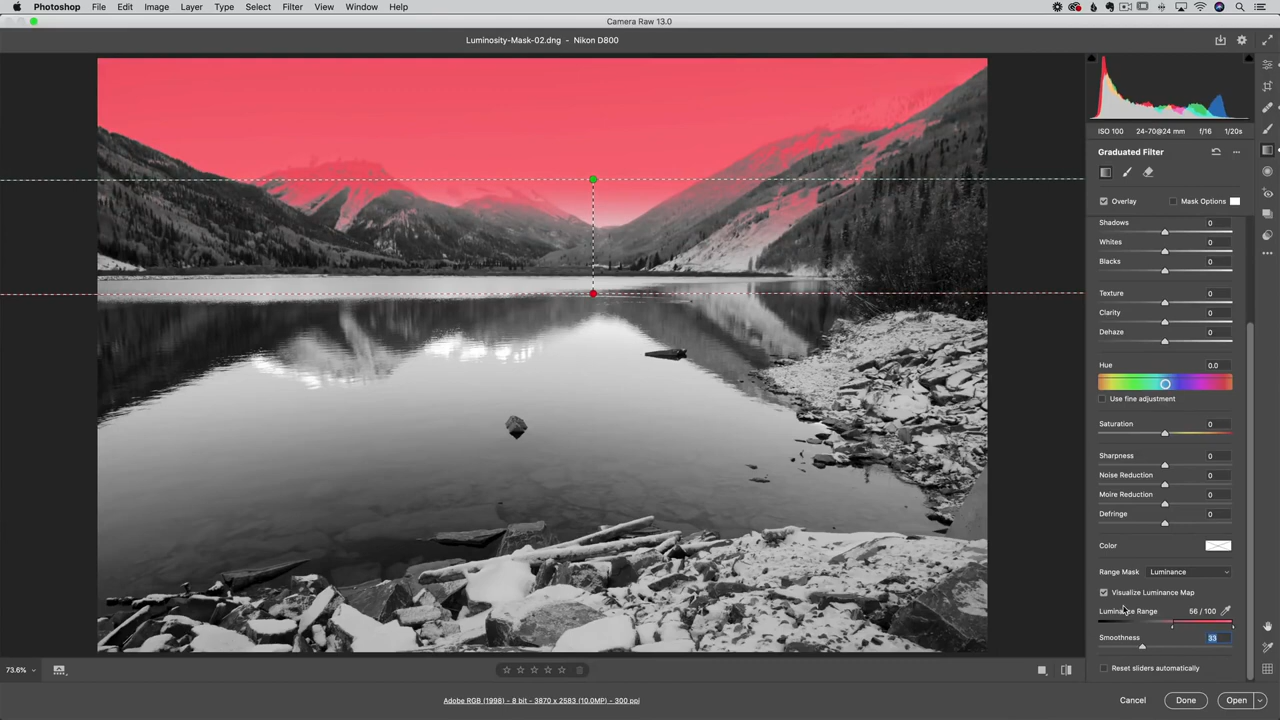 Photoshop File Edit Image Layer Type Select Filter View Window Help
Camera Raw 13.0
Luminosity-Mask-02.dng - Nikon D800
ISO 100 24-70@24 mm f/16 1/20s
Graduated Filter
Overlay Mask Options
Shadows 0
Whites 0
Blacks 0
Texture 0
Clarity 0
Dehaze 0
Hue 0.0
Use fine adjustment
Saturation 0
Sharpness 0
Noise Reduction 0
Moire Reduction 0
Defringe 0
Color
Range Mask Luminance
Visualize Luminance Map
Luminance Range 56 / 100
Smoothness 33
Reset sliders automatically
73.6%
Adobe RGB (1998) - 8 bit - 3870 x 2583 (10.0MP) - 300 ppi
Cancel Done Open